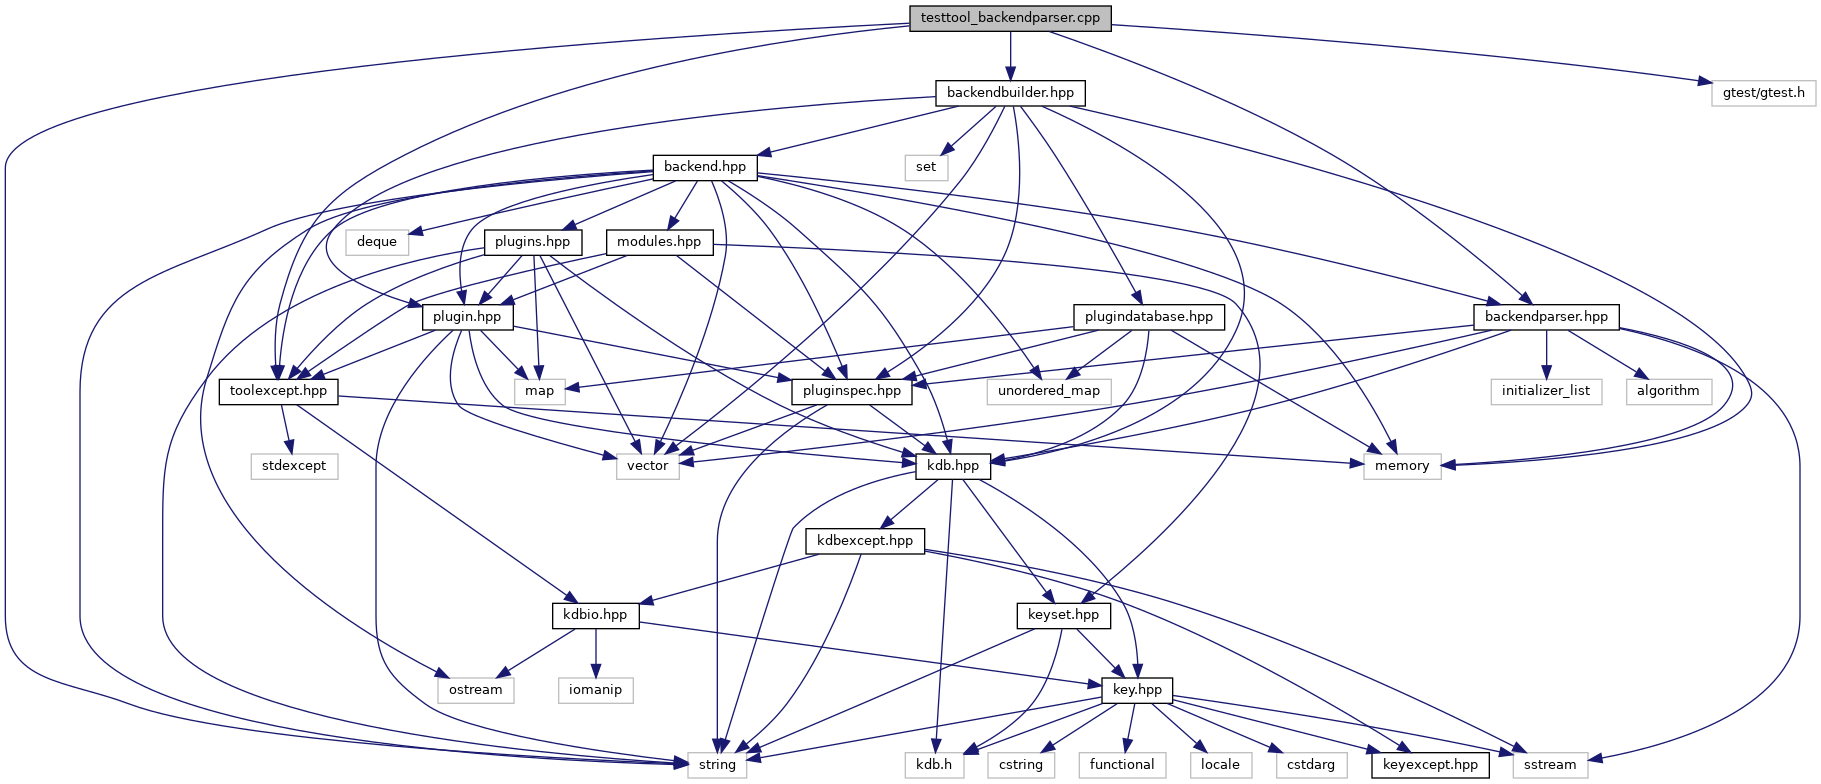 testtool_backendparser.cpp
backendbuilder.hpp
gtest/gtest.h
backend.hpp
set
deque
plugins.hpp
modules.hpp
plugin.hpp
plugindatabase.hpp
backendparser.hpp
toolexcept.hpp
map
pluginspec.hpp
unordered_map
initializer_list
algorithm
stdexcept
vector
kdb.hpp
memory
kdbexcept.hpp
kdbio.hpp
keyset.hpp
ostream
iomanip
key.hpp
string
kdb.h
cstring
functional
locale
cstdarg
keyexcept.hpp
sstream